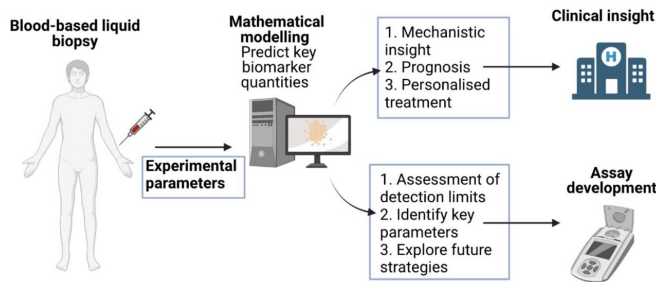 Blood-based liquid
biopsy
Experimental
parameters
Mathematical
modelling
Predict key
biomarker
quantities
1. Mechanistic
insight
2. Prognosis
3. Personalised
treatment
Clinical insight
H
1. Assessment of
detection limits
2. Identify key
parameters
3. Explore future
strategies
Assay
development